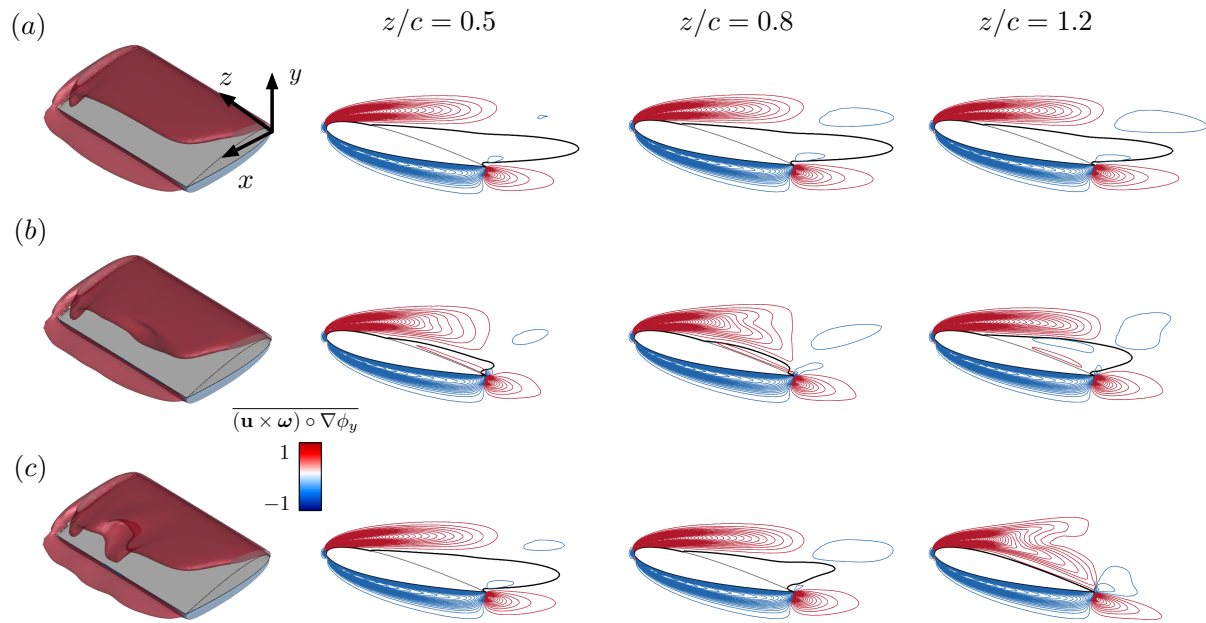 (a)
z/c = 0.5
z/c = 0.8
z/c = 1.2
z
y
x
(b)
(u × ω) ∘ ∇ϕ_y
1
−1
(c)